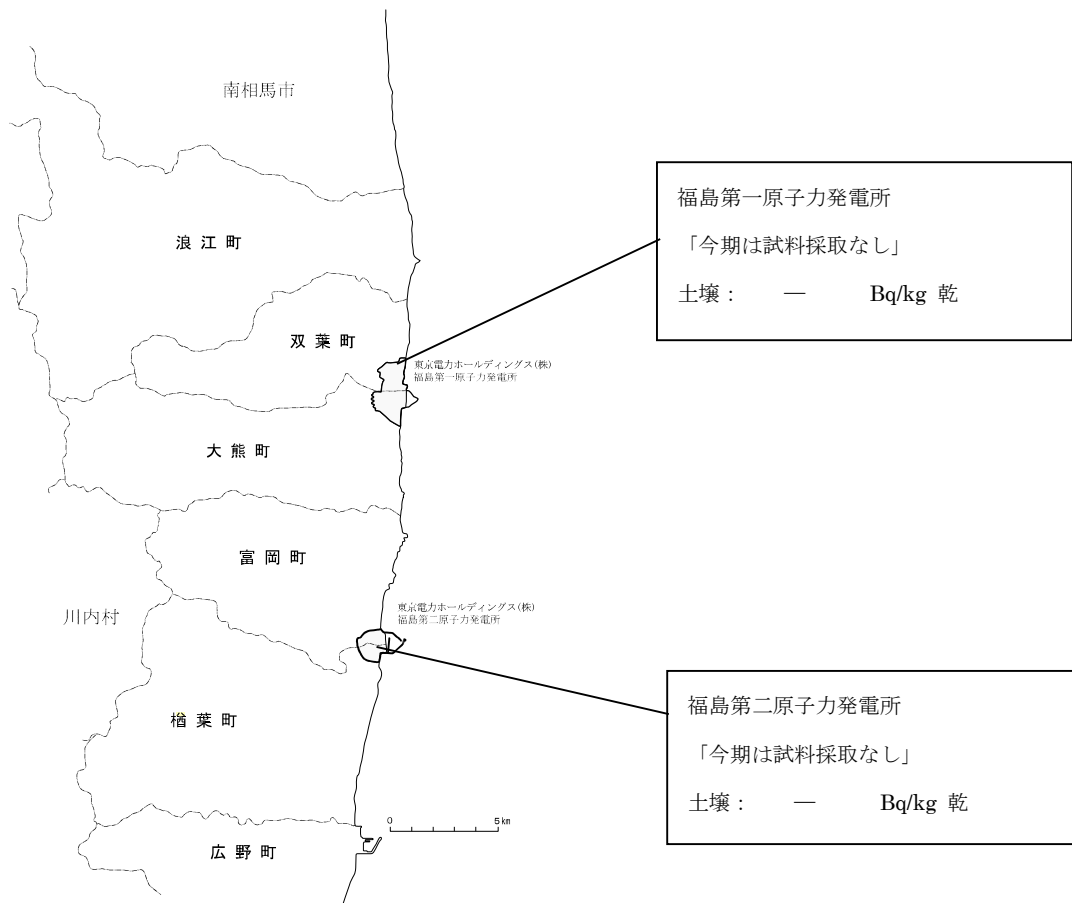 南相馬市
福島第一原子力発電所
「今期は試料採取なし」
土壌： ― Bq/kg 乾
浪江町
双葉町
東京電力ホールディングス(株)
福島第一原子力発電所
大熊町
富岡町
東京電力ホールディングス(株)
福島第二原子力発電所
川内村
福島第二原子力発電所
「今期は試料採取なし」
土壌： ― Bq/kg 乾
楢葉町
0 5km
広野町